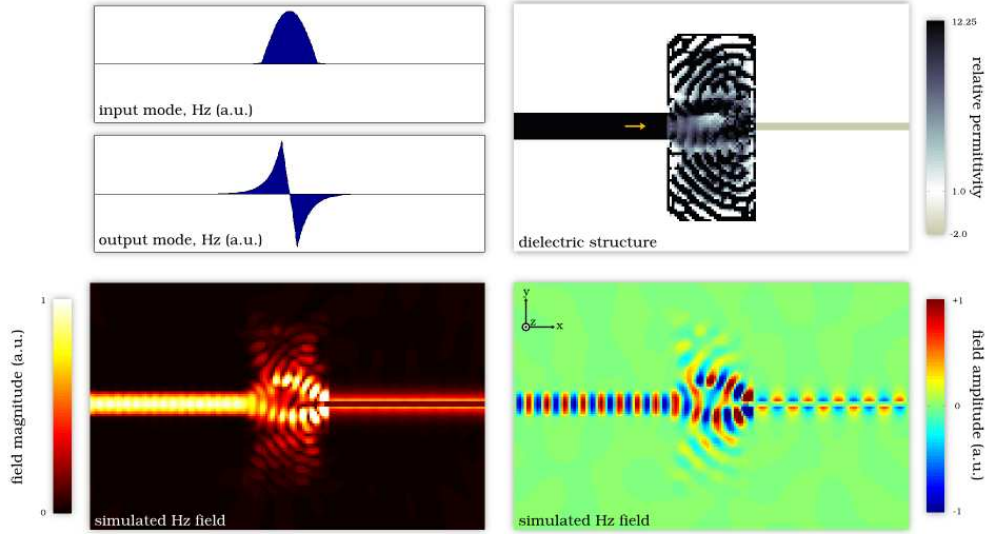 input mode, Hz (a.u.)
output mode, Hz (a.u.)
dielectric structure
12.25
1.0
-2.0
relative permittivity
field magnitude (a.u.)
1
0
simulated Hz field
y
z
x
simulated Hz field
+1
0
-1
field amplitude (a.u.)